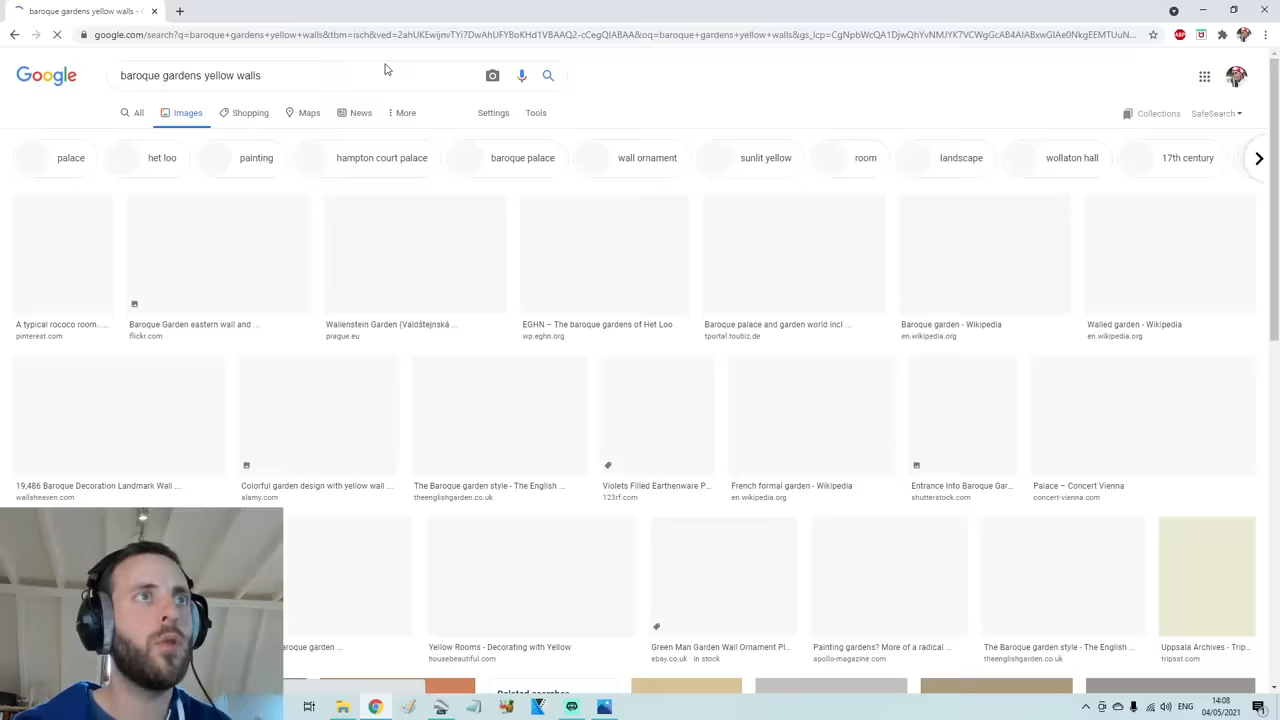 baroque gardens yellow walls - G
google.com/search?q=baroque+gardens+yellow+walls&tbm=isch&ved=2ahUKEwijnvTYi7DwAhUFYBoKHd1VBAAQ2-cCegQIABAA&oq=baroque+gardens+yellow+walls&gs_lcp=CgNpbWcQA1DjwQhYvNMJYK7VCWgGcAB4AIABxwGIAe0NkgEEMTUuN...
Google
baroque gardens yellow walls
All
Images
Shopping
Maps
News
More
Settings
Tools
Collections
SafeSearch
palace
het loo
painting
hampton court palace
baroque palace
wall ornament
sunlit yellow
room
landscape
wollaton hall
17th century
A typical rococo room.....
pinterest.com
Baroque Garden eastern wall and ...
flickr.com
Wallenstein Garden (Valdštejnská ...
prague.eu
EGHN – The baroque gardens of Het Loo
wp.eghn.org
Baroque palace and garden world inci ...
tportal.toubiz.de
Baroque garden - Wikipedia
en.wikipedia.org
Walled garden - Wikipedia
en.wikipedia.org
19,486 Baroque Decoration Landmark Wall ...
wallsheaven.com
Colorful garden design with yellow wall ...
alamy.com
The Baroque garden style - The English ...
theenglishgarden.co.uk
Violets Filled Earthenware P...
123rf.com
French formal garden - Wikipedia
en.wikipedia.org
Entrance Into Baroque Gar...
shutterstock.com
Palace – Concert Vienna
concert-vienna.com
aroque garden ...
Yellow Rooms - Decorating with Yellow
housebeautiful.com
Green Man Garden Wall Ornament Pl...
ebay.co.uk · In stock
Painting gardens? More of a radical ...
apollo-magazine.com
The Baroque garden style - The English ...
theenglishgarden.co.uk
Uppsala Archives - Trip...
tripsst.com
Related searches
ENG
14:08
04/05/2021